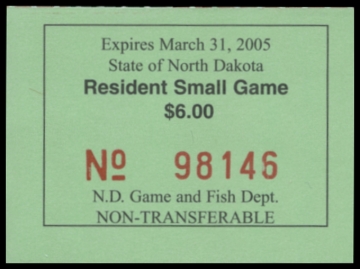 Expires March 31, 2005
State of North Dakota
Resident Small Game
$6.00
Nº 98146
N.D. Game and Fish Dept.
NON-TRANSFERABLE